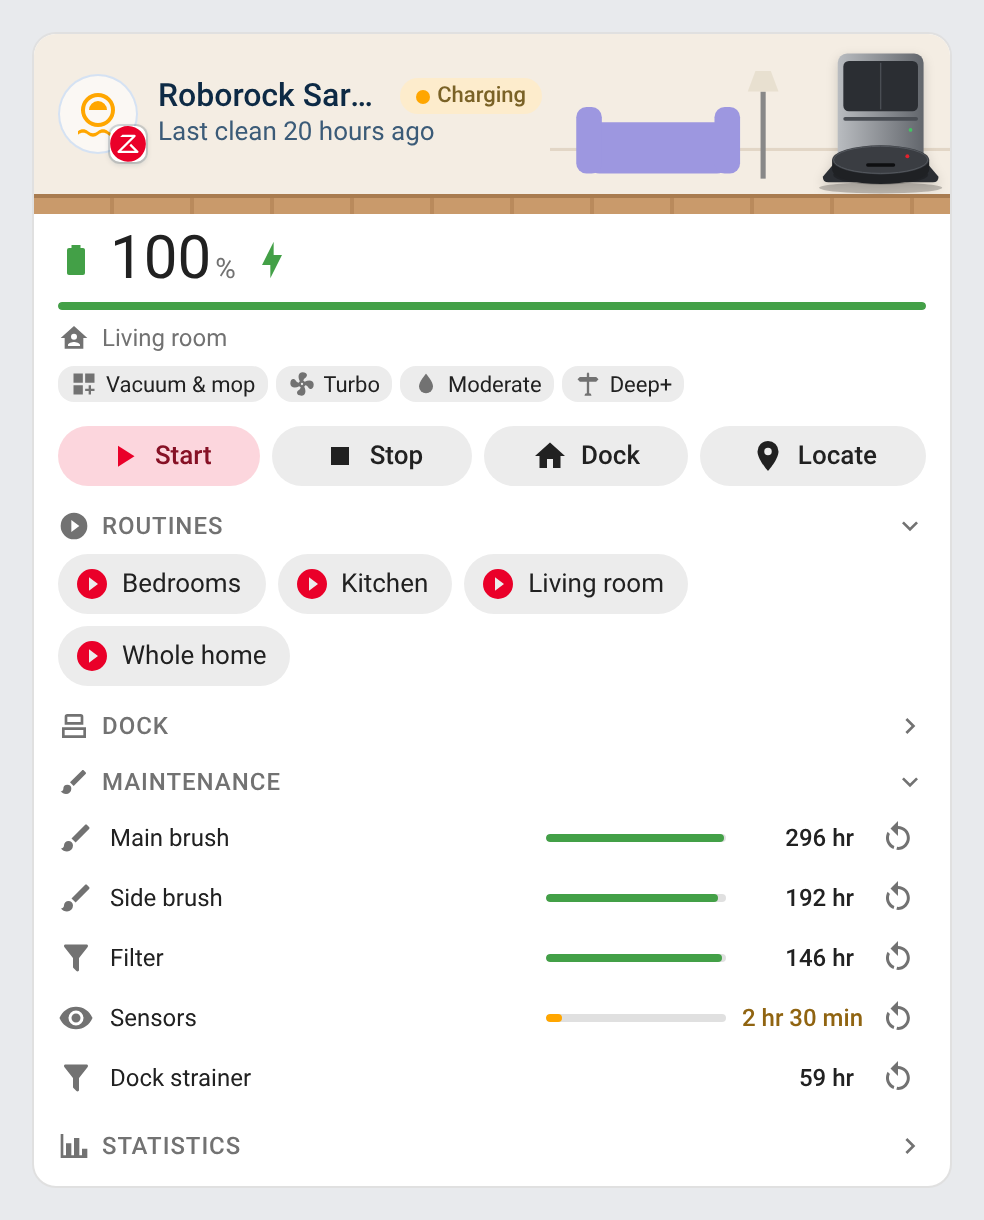 Roborock Sar... Charging
Last clean 20 hours ago
100 %
Living room
Vacuum & mop Turbo Moderate Deep+
Start Stop Dock Locate
ROUTINES
Bedrooms Kitchen Living room
Whole home
DOCK
MAINTENANCE
Main brush 296 hr
Side brush 192 hr
Filter 146 hr
Sensors 2 hr 30 min
Dock strainer 59 hr
STATISTICS